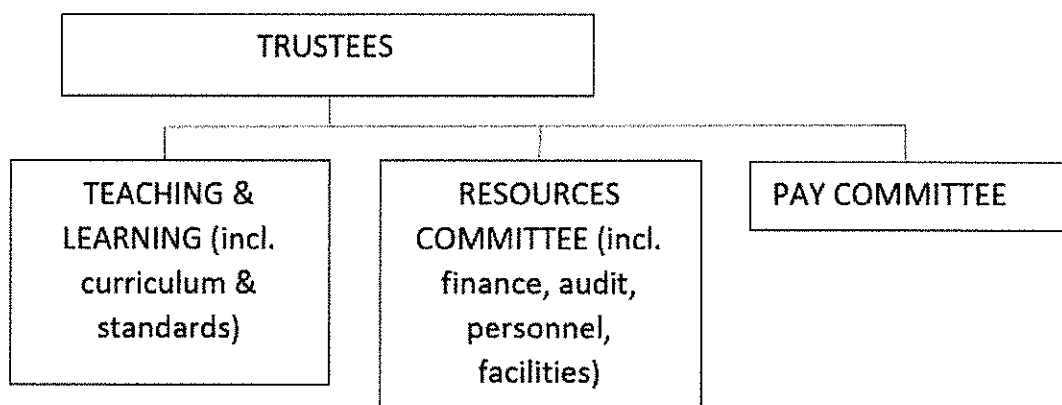 TRUSTEES
TEACHING &
LEARNING (incl.
curriculum &
standards)
RESOURCES
COMMITTEE (incl.
finance, audit,
personnel,
facilities)
PAY COMMITTEE